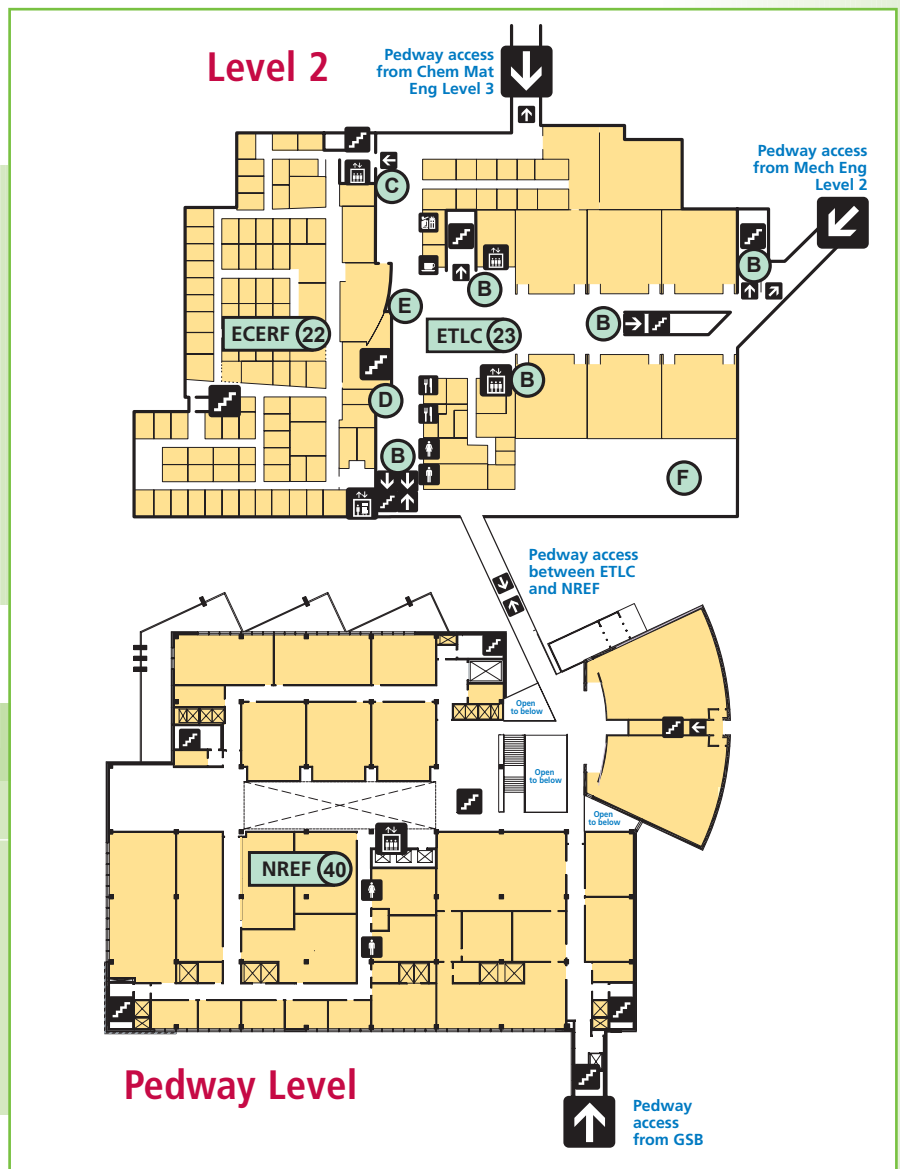 Level 2
Pedway access
from Chem Mat
Eng Level 3
Pedway access
from Mech Eng
Level 2
C
B
B
E
B
ECERF 22
ETLC 23
B
D
B
F
Pedway access
between ETLC
and NREF
Open
to below
Open
to below
Open
to below
NREF 40
Pedway Level
Pedway
access
from GSB